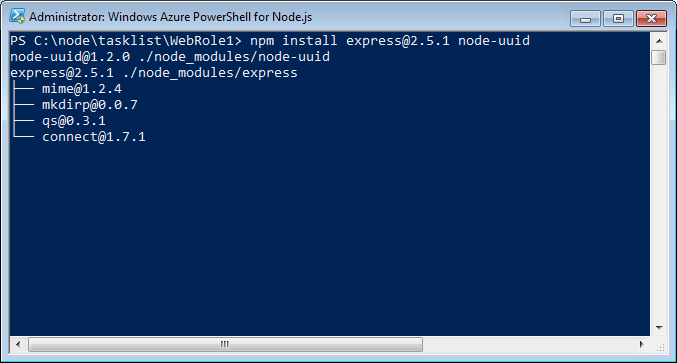 Administrator: Windows Azure PowerShell for Node.js
PS C:\node\tasklist\WebRole1> npm install express@2.5.1 node-uuid
node-uuid@1.2.0 ./node_modules/node-uuid
express@2.5.1 ./node_modules/express
├── mime@1.2.4
├── mkdirp@0.0.7
├── qs@0.3.1
└── connect@1.7.1